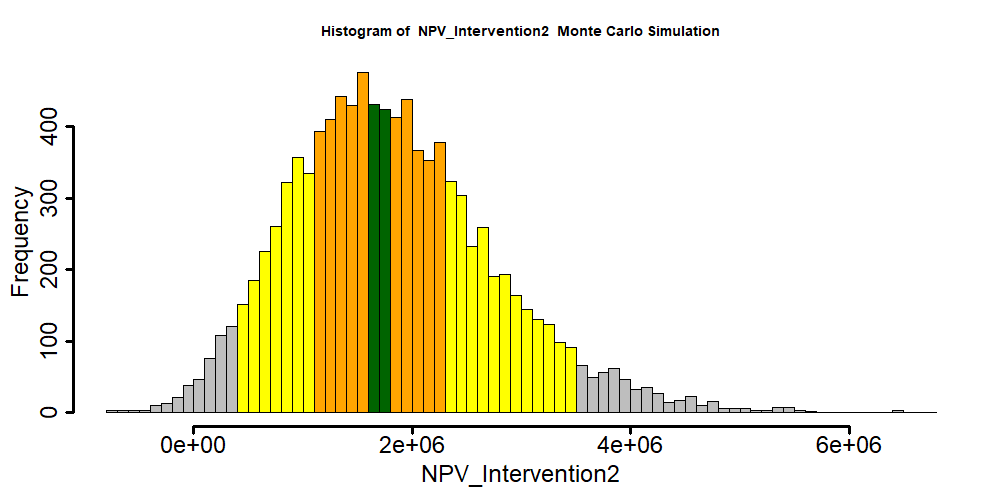 Histogram of NPV_Intervention2 Monte Carlo Simulation
Frequency
400
300
200
100
0
0e+00 2e+06 4e+06 6e+06
NPV_Intervention2